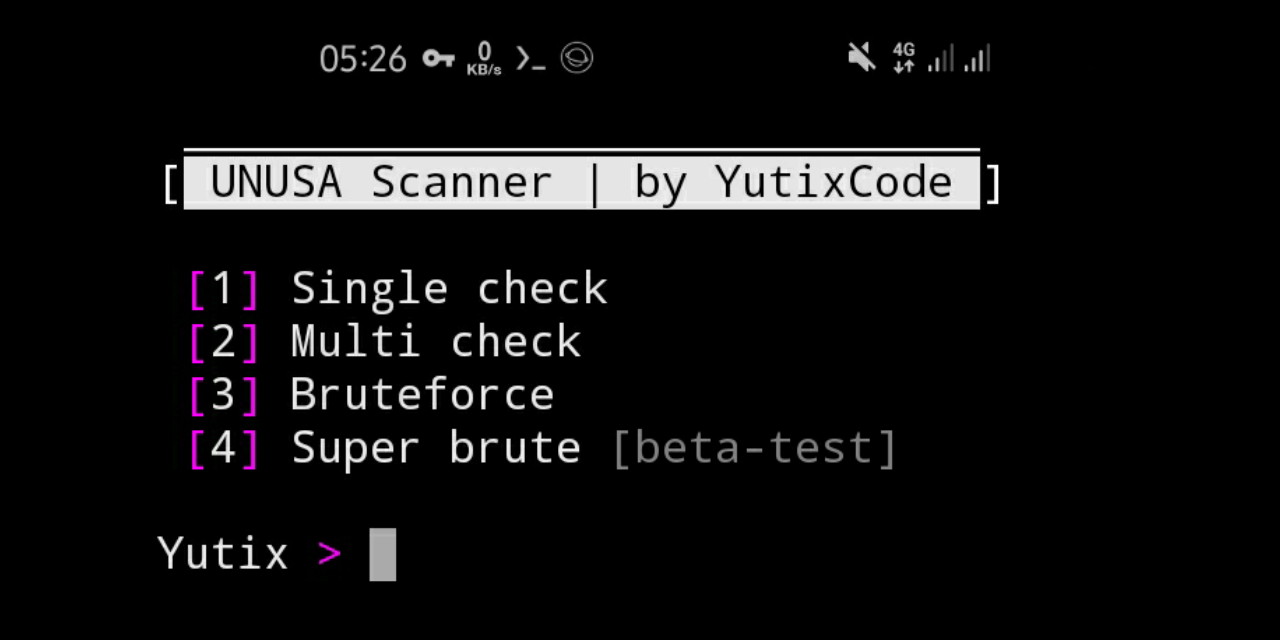 05:26 0 KB/s >_ 4G
[ UNUSA Scanner | by YutixCode ]
[1] Single check
[2] Multi check
[3] Bruteforce
[4] Super brute [beta-test]
Yutix >